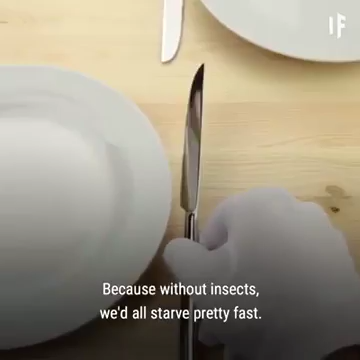 IF
Because without insects,
we'd all starve pretty fast.